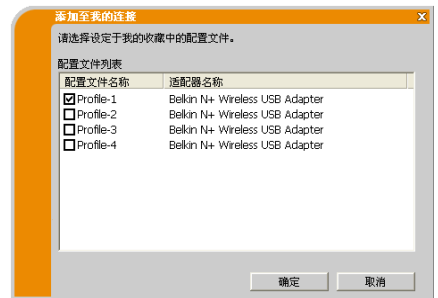 添加至我的连接 X
请选择设定于我的收藏中的配置文件。
配置文件列表
配置文件名称 适配器名称
Profile-1 Belkin N+ Wireless USB Adapter
Profile-2 Belkin N+ Wireless USB Adapter
Profile-3 Belkin N+ Wireless USB Adapter
Profile-4 Belkin N+ Wireless USB Adapter
确定 取消